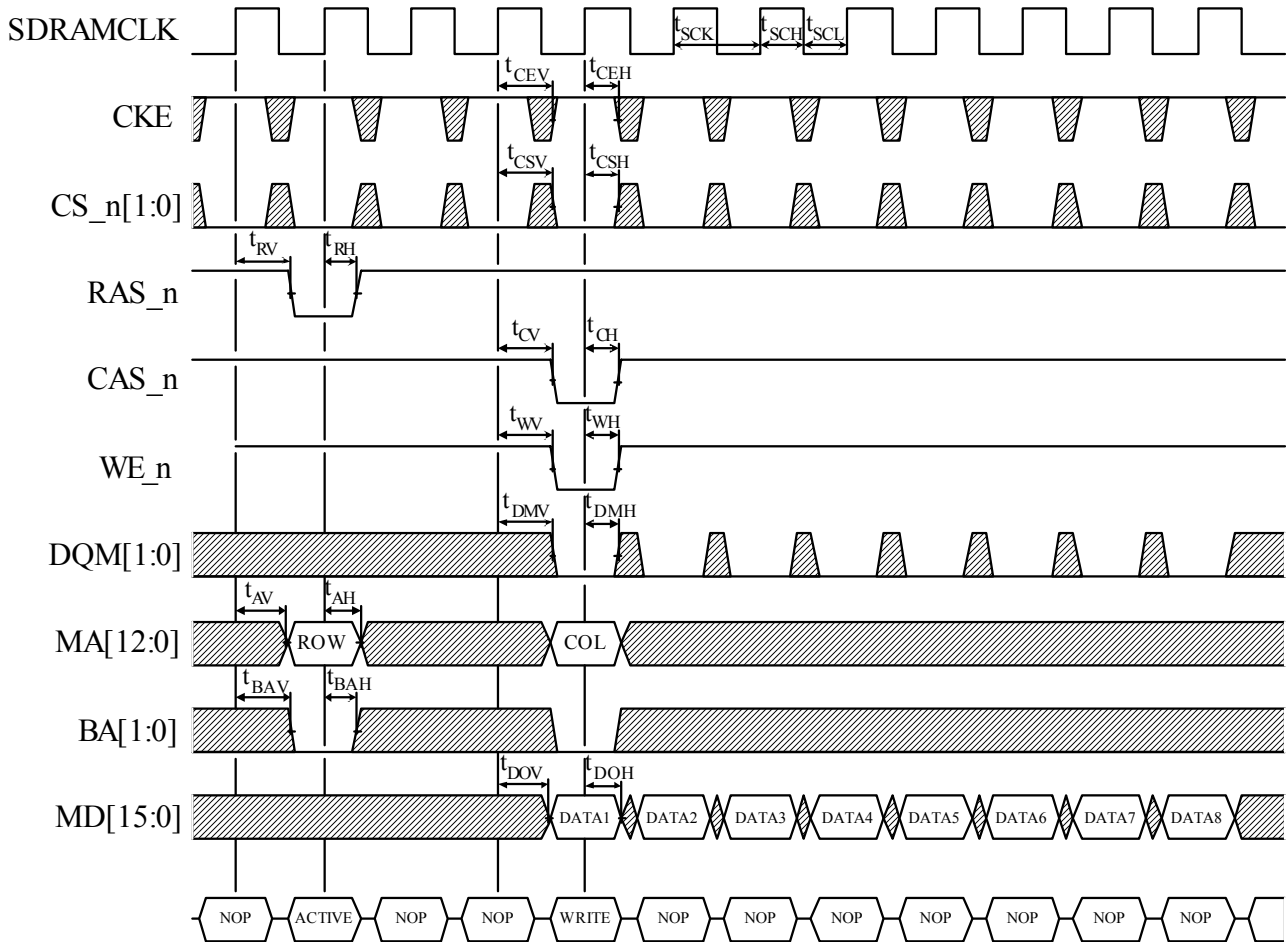 SDRAMCLK
tSCK tSCH tSCL
tCEV tCEH
CKE
tCSV tCSH
CS_n[1:0]
tRV tRH
RAS_n
tCV tCH
CAS_n
tWV tWH
WE_n
tDMV tDMH
DQM[1:0]
tAV tAH
MA[12:0] ROW COL
tBAV tBAH
BA[1:0]
tDOV tDOH
MD[15:0] DATA1 DATA2 DATA3 DATA4 DATA5 DATA6 DATA7 DATA8
NOP ACTIVE NOP NOP WRITE NOP NOP NOP NOP NOP NOP NOP